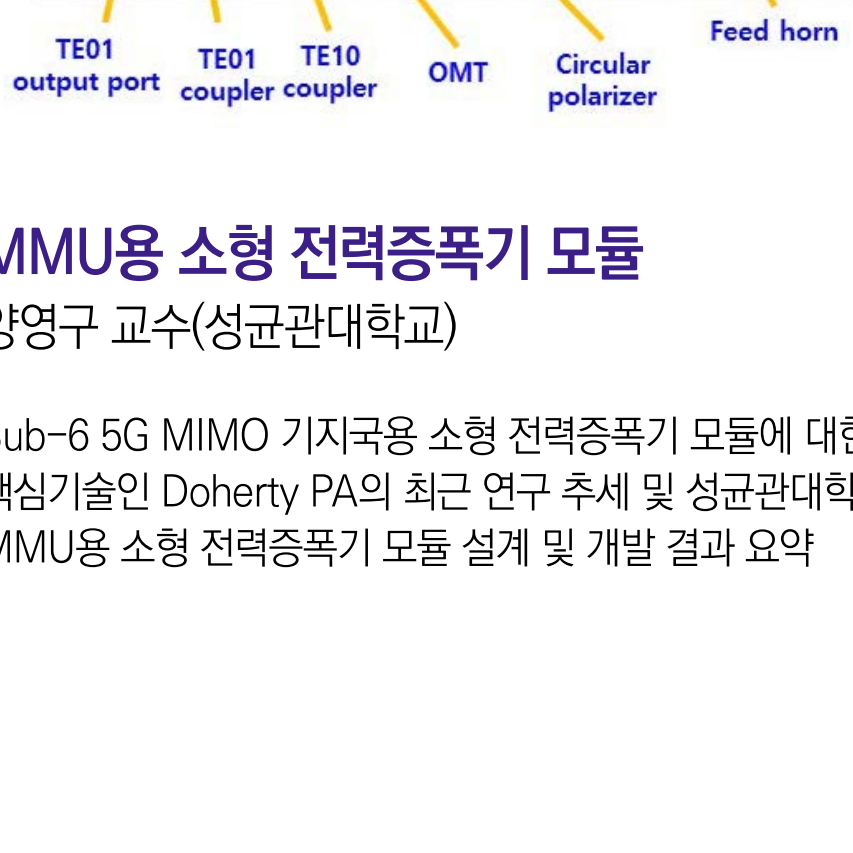 Feed horn
TE01
output port
TE01
coupler
TE10
coupler
OMT
Circular
polarizer
MMU용 소형 전력증폭기 모듈
양영구 교수(성균관대학교)
Sub-6 5G MIMO 기지국용 소형 전력증폭기 모듈에 대한
핵심기술인 Doherty PA의 최근 연구 추세 및 성균관대학
MMU용 소형 전력증폭기 모듈 설계 및 개발 결과 요약